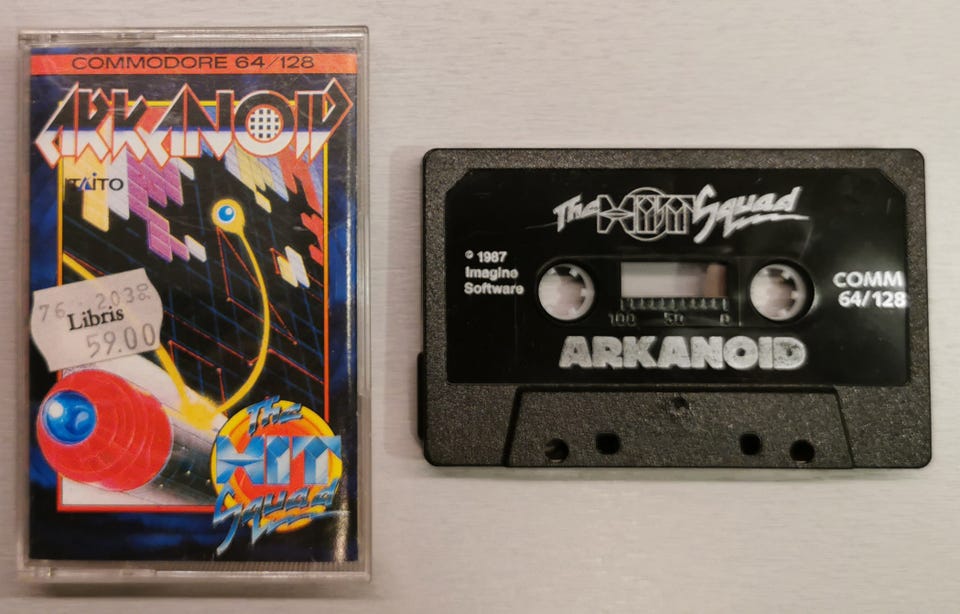 COMMODORE 64/128
ARKANOID
TAITO
76 2030
Libris
59.00
The
HIT
Squad
The HIT Squad
© 1987
Imagine
Software
COMM
64/128
100 50 0
ARKANOID